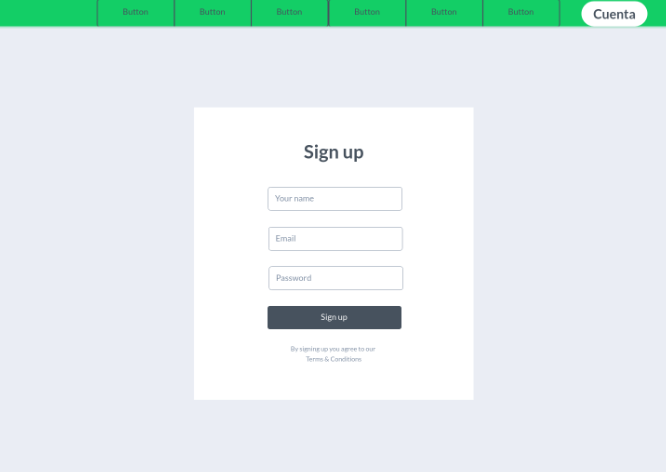 Button Button Button Button Button Button Cuenta
Sign up
Your name
Email
Password
Sign up
By signing up you agree to our
Terms & Conditions